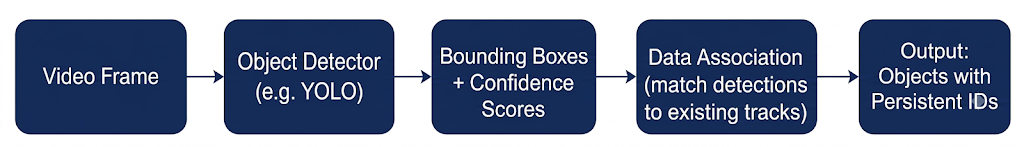 Video Frame
Object Detector
(e.g. YOLO)
Bounding Boxes
+ Confidence
Scores
Data Association
(match detections
to existing tracks)
Output:
Objects with
Persistent IDs